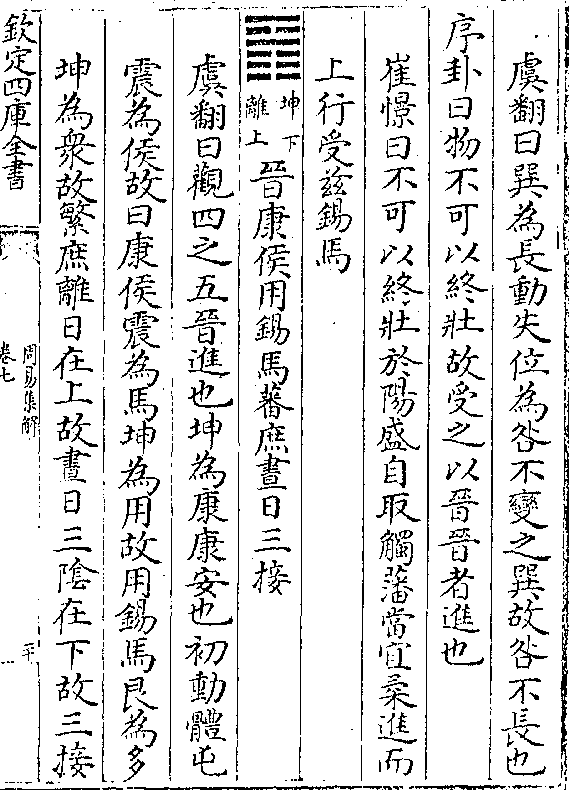 虞翻曰巽為長動失位為咎不變之巽故咎不長也
序卦曰物不可以終壯故受之以晉晉者進也
崔憬曰不可以終壯於陽盛自取觸藩當宜柔進而
上行受茲錫馬
坤下
離上
晉康侯用錫馬蕃庶晝日三接
虞翻曰觀四之五晉進也坤為康康安也初動體屯
震為侯故曰康侯震為馬坤為用故用錫馬艮為多
坤為衆故繁庶離日在上故晝日三隂在下故三接
欽定四庫全書
周易集解
卷七